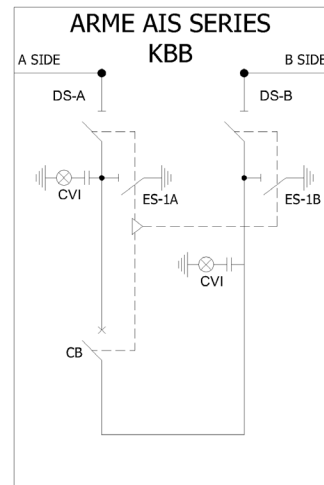 ARME AIS SERIES
KBB
A SIDE
B SIDE
DS-A
DS-B
CVI
ES-1A
ES-1B
CVI
CB